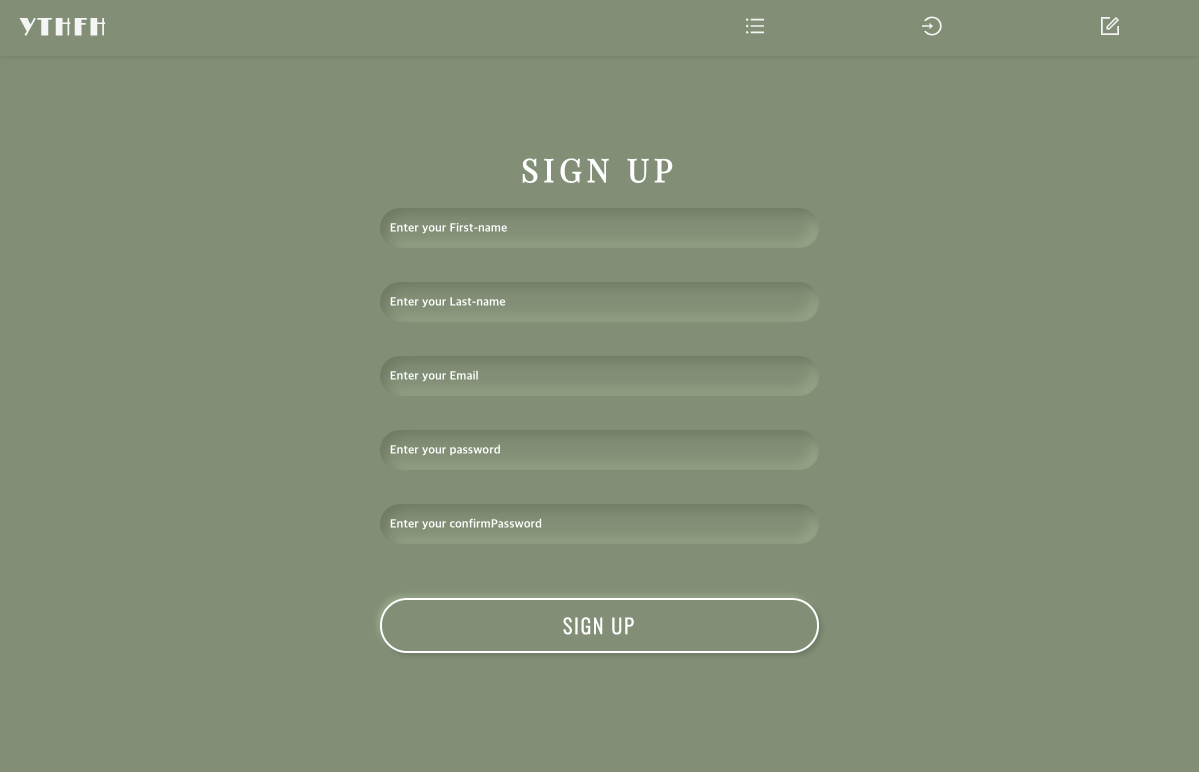 YTHFH
SIGN UP
Enter your First-name
Enter your Last-name
Enter your Email
Enter your password
Enter your confirmPassword
SIGN UP